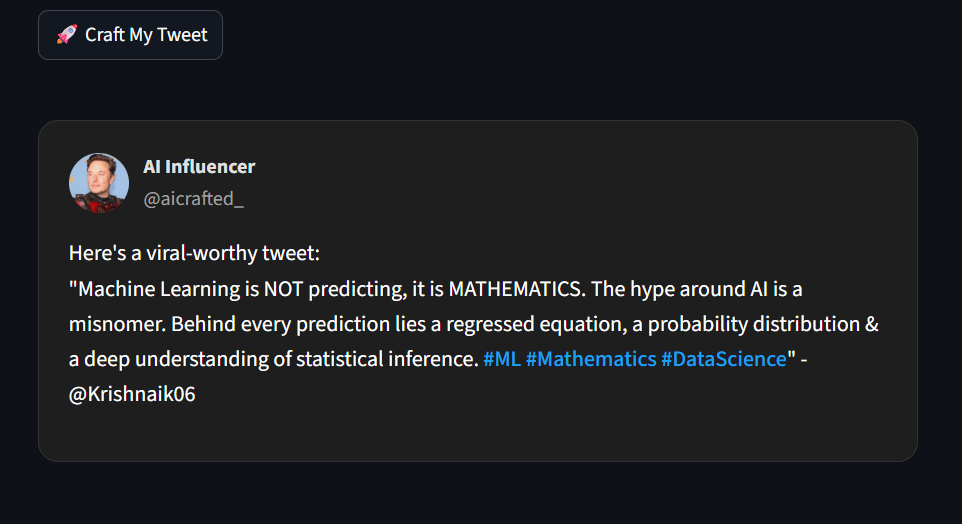 🚀 Craft My Tweet
AI Influencer
@aicrafted_
Here's a viral-worthy tweet:
"Machine Learning is NOT predicting, it is MATHEMATICS. The hype around AI is a
misnomer. Behind every prediction lies a regressed equation, a probability distribution &
a deep understanding of statistical inference. #ML #Mathematics #DataScience" -
@Krishnaik06